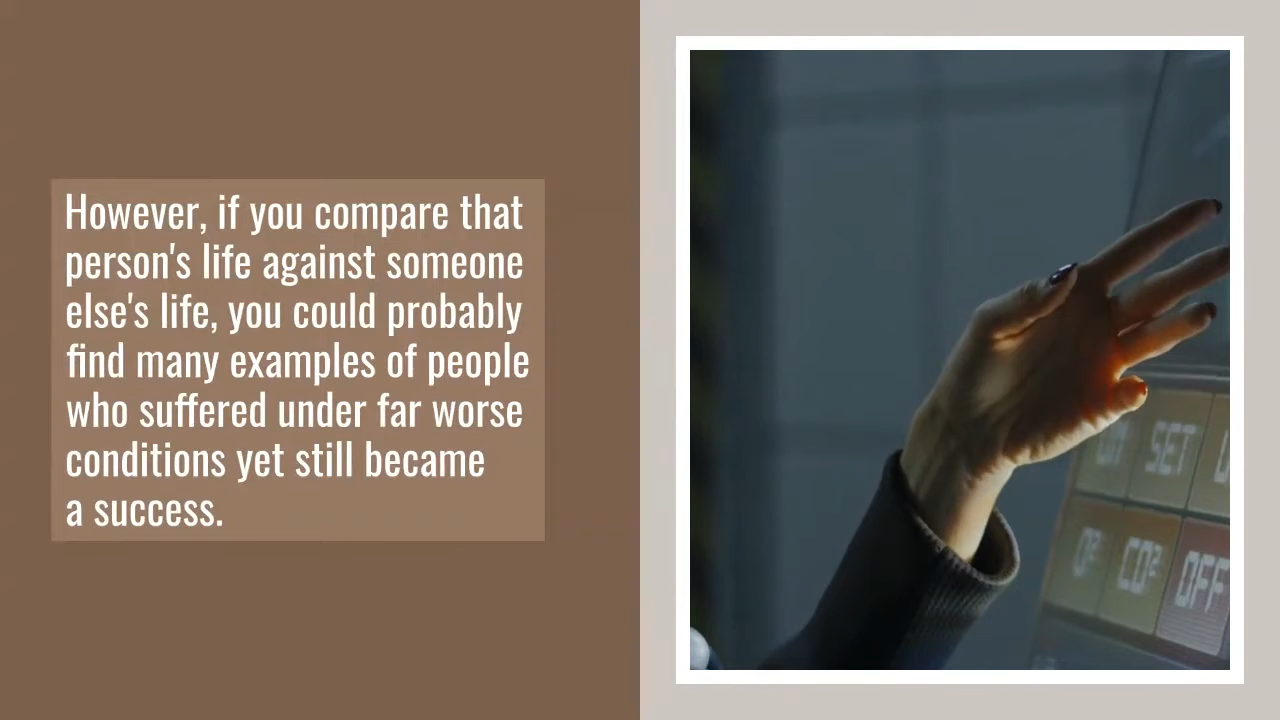 However, if you compare that
person's life against someone
else's life, you could probably
find many examples of people
who suffered under far worse
conditions yet still became
a success.
SET
O²
CO²
OFF